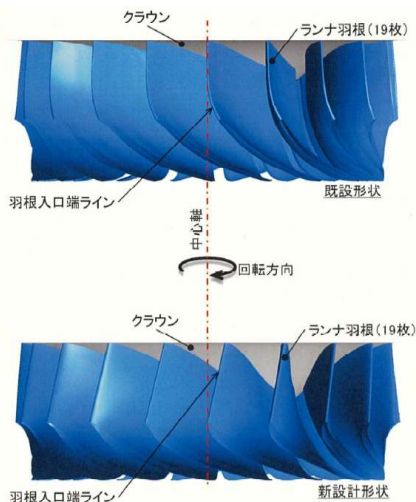 クラウン
ランナ羽根(19枚)
羽根入口端ライン
既設形状
中心軸
回転方向
クラウン
ランナ羽根(19枚)
羽根入口端ライン
新設計形状